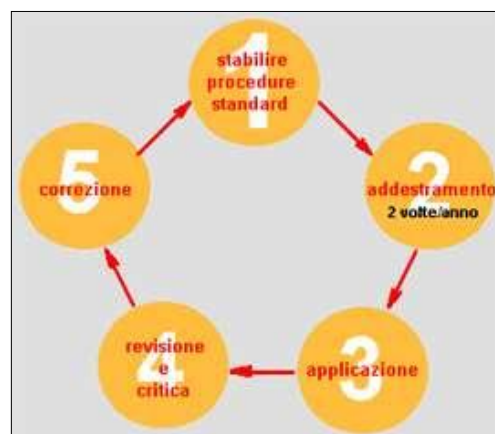 1
stabilire
procedure
standard
2
addestramento
2 volte/anno
3
applicazione
4
revisione
e
critica
5
correzione